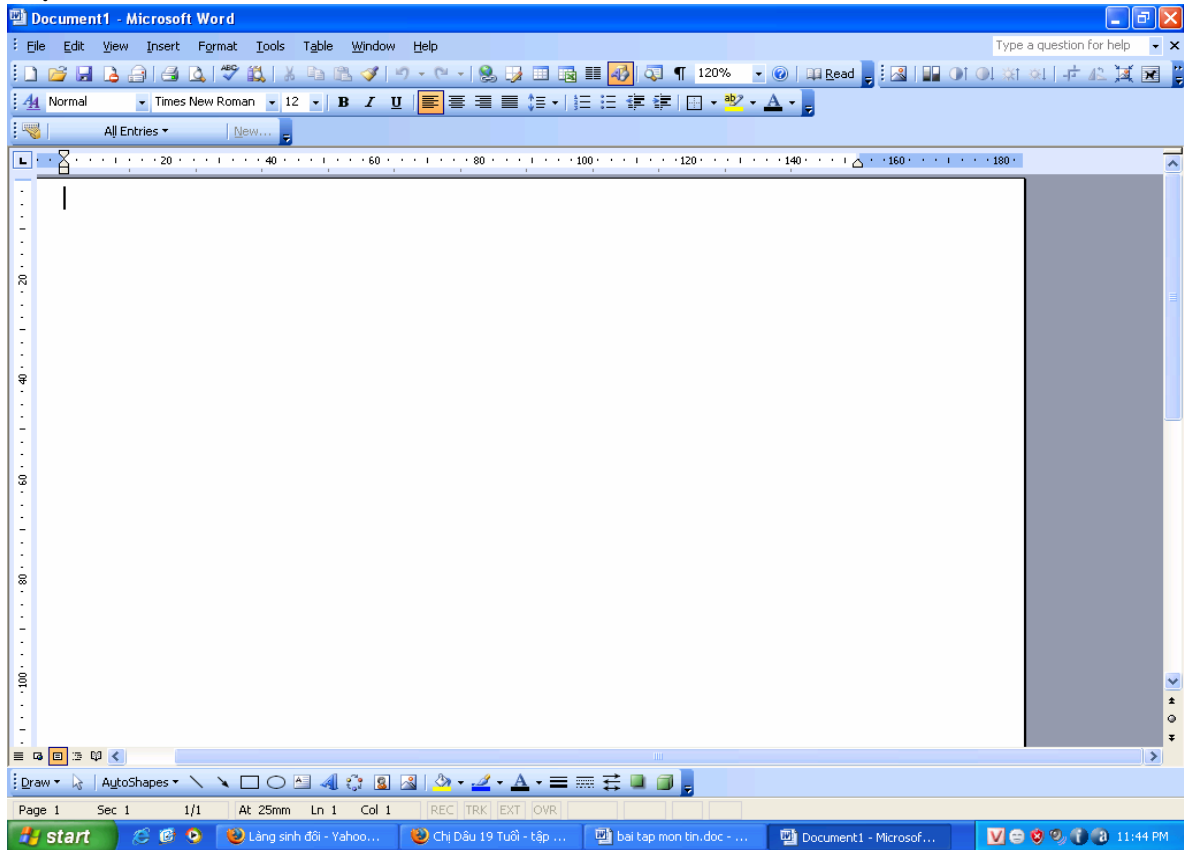 Document1 - Microsoft Word
File Edit View Insert Format Tools Table Window Help Type a question for help
120% Read
Normal Times New Roman 12 B I U
All Entries New...
20 40 60 80 100 120 140 160 180
20
40
60
80
100
Draw AutoShapes
Page 1 Sec 1 1/1 At 25mm Ln 1 Col 1 REC TRK EXT OVR
start Làng sinh đôi - Yahoo... Chị Dâu 19 Tuổi - tập ... bai tap mon tin.doc - ... Document1 - Microsof... 11:44 PM